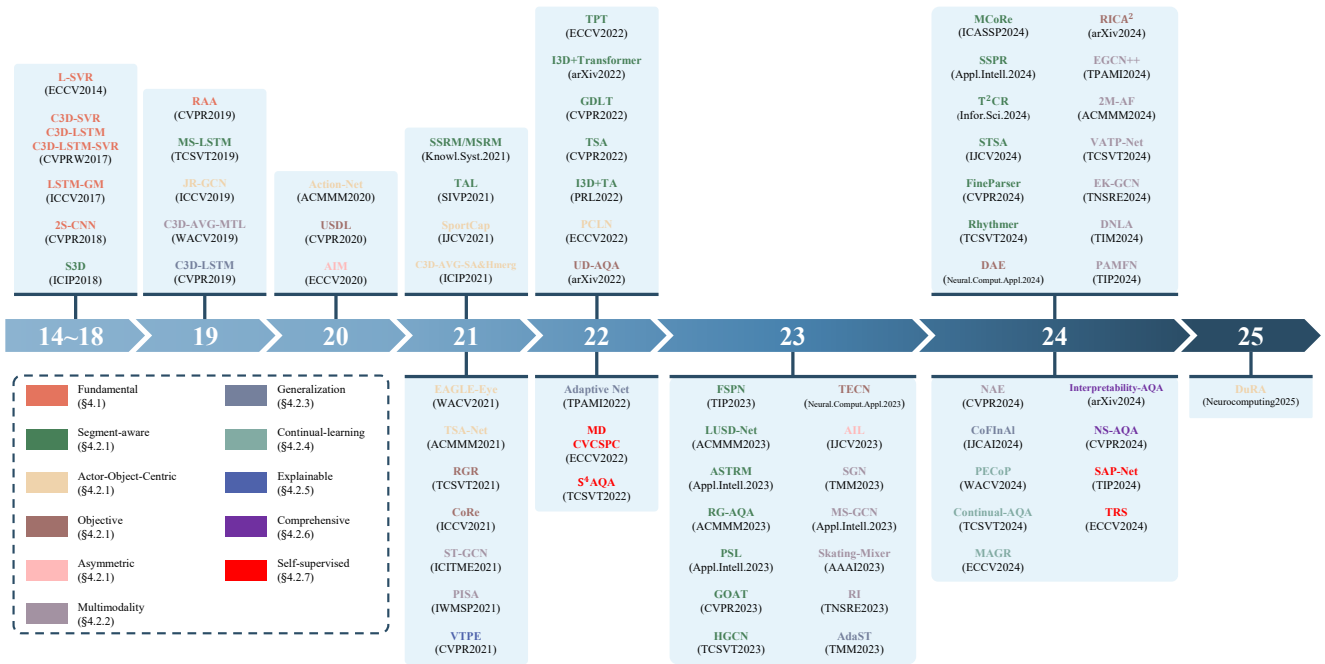 L-SVR
(ECCV2014)
C3D-SVR
C3D-LSTM
C3D-LSTM-SVR
(CVPRW2017)
LSTM-GM
(ICCV2017)
2S-CNN
(CVPR2018)
S3D
(ICIP2018)
RAA
(CVPR2019)
MS-LSTM
(TCSVT2019)
JR-GCN
(ICCV2019)
C3D-AVG-MTL
(WACV2019)
C3D-LSTM
(CVPR2019)
Action-Net
(ACMMM2020)
USDL
(CVPR2020)
AIM
(ECCV2020)
SSRM/MSRM
(Knowl.Syst.2021)
TAL
(SIVP2021)
SportCap
(IJCV2021)
C3D-AVG-SA&Hmerg
(ICIP2021)
TPT
(ECCV2022)
I3D+Transformer
(arXiv2022)
GDLT
(CVPR2022)
TSA
(CVPR2022)
I3D+TA
(PRL2022)
PCLN
(ECCV2022)
UD-AQA
(arXiv2022)
MCoRe
(ICASSP2024)
SSPR
(Appl.Intell.2024)
T²CR
(Infor.Sci.2024)
STSA
(IJCV2024)
FineParser
(CVPR2024)
Rhythmer
(TCSVT2024)
DAE
(Neural.Comput.Appl.2024)
RICA²
(arXiv2024)
EGCN++
(TPAMI2024)
2M-AF
(ACMMM2024)
VATP-Net
(TCSVT2024)
EK-GCN
(TNSRE2024)
DNLA
(TIM2024)
PAMFN
(TIP2024)
14~18
19
20
21
22
23
24
25
Fundamental
(§4.1)
Segment-aware
(§4.2.1)
Actor-Object-Centric
(§4.2.1)
Objective
(§4.2.1)
Asymmetric
(§4.2.1)
Multimodality
(§4.2.2)
Generalization
(§4.2.3)
Continual-learning
(§4.2.4)
Explainable
(§4.2.5)
Comprehensive
(§4.2.6)
Self-supervised
(§4.2.7)
EAGLE-Eye
(WACV2021)
TSA-Net
(ACMMM2021)
RGR
(TCSVT2021)
CoRe
(ICCV2021)
ST-GCN
(ICITME2021)
PISA
(IWMSP2021)
VTPE
(CVPR2021)
Adaptive Net
(TPAMI2022)
MD
CVCSPC
(ECCV2022)
S⁴AQA
(TCSVT2022)
FSPN
(TIP2023)
LUSD-Net
(ACMMM2023)
ASTRM
(Appl.Intell.2023)
RG-AQA
(ACMMM2023)
PSL
(Appl.Intell.2023)
GOAT
(CVPR2023)
HGCN
(TCSVT2023)
TECN
(Neural.Comput.Appl.2023)
AIL
(IJCV2023)
SGN
(TMM2023)
MS-GCN
(Appl.Intell.2023)
Skating-Mixer
(AAAI2023)
RI
(TNSRE2023)
AdaST
(TMM2023)
NAE
(CVPR2024)
CoFInAl
(IJCAI2024)
PECoP
(WACV2024)
Continual-AQA
(TCSVT2024)
MAGR
(ECCV2024)
Interpretability-AQA
(arXiv2024)
NS-AQA
(CVPR2024)
SAP-Net
(TIP2024)
TRS
(ECCV2024)
DuRA
(Neurocomputing2025)